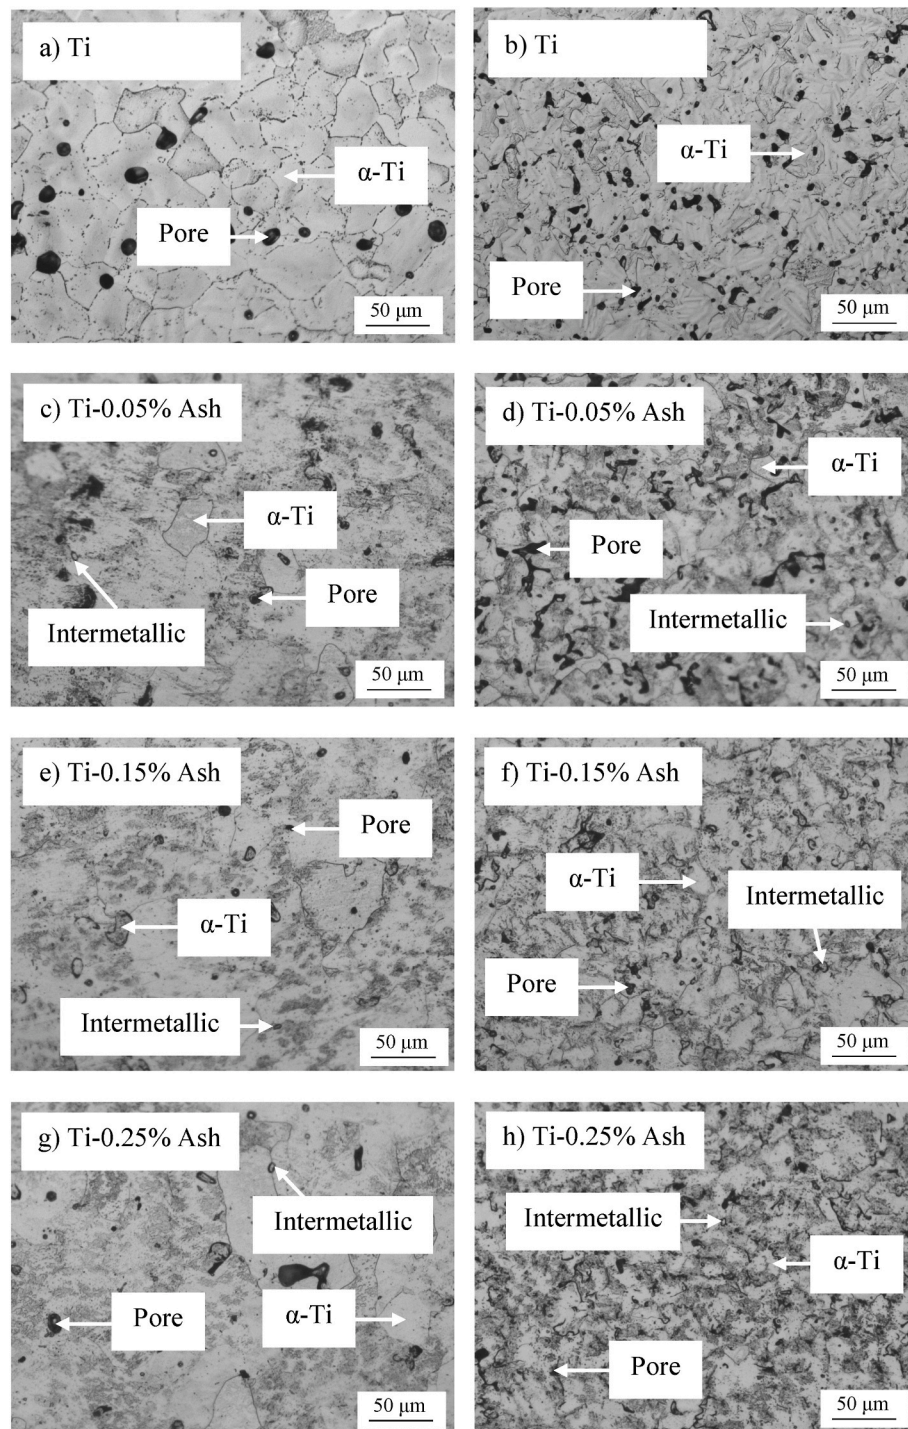 a) Ti
α-Ti
Pore
50 μm
b) Ti
α-Ti
Pore
50 μm
c) Ti-0.05% Ash
α-Ti
Pore
Intermetallic
50 μm
d) Ti-0.05% Ash
α-Ti
Pore
Intermetallic
50 μm
e) Ti-0.15% Ash
Pore
α-Ti
Intermetallic
50 μm
f) Ti-0.15% Ash
α-Ti
Intermetallic
Pore
50 μm
g) Ti-0.25% Ash
Intermetallic
Pore
α-Ti
50 μm
h) Ti-0.25% Ash
Intermetallic
α-Ti
Pore
50 μm